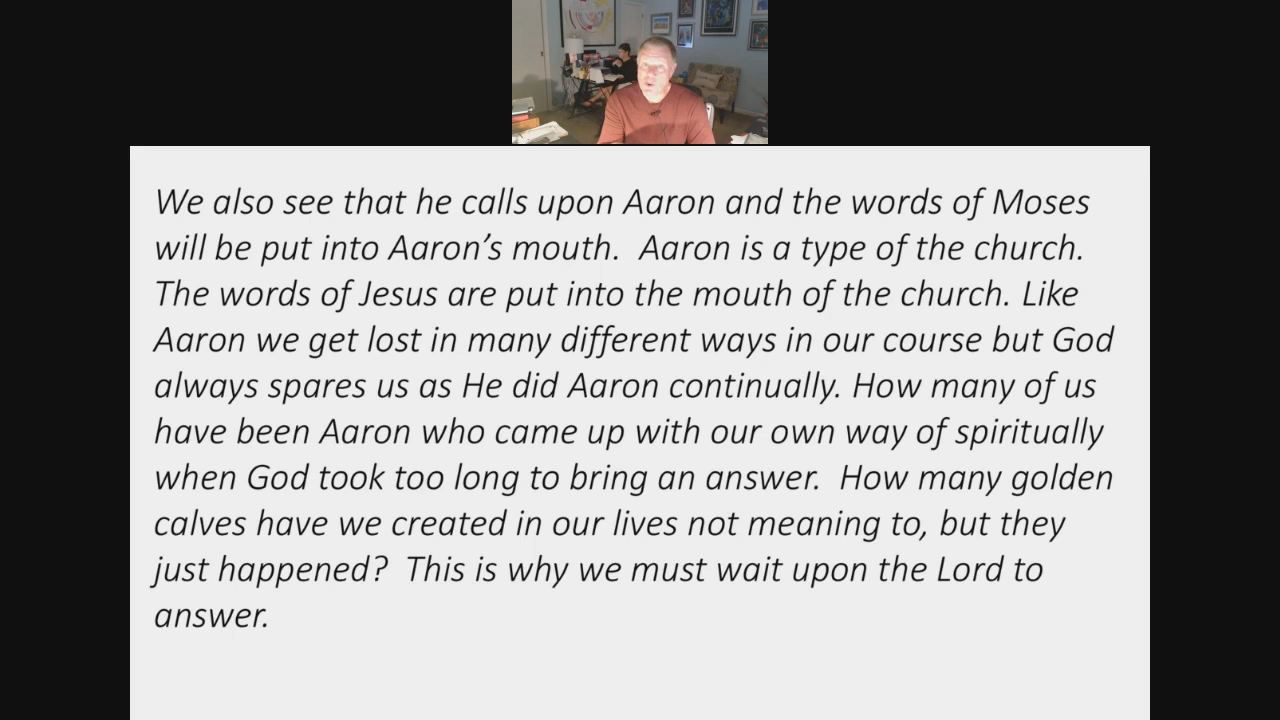 We also see that he calls upon Aaron and the words of Moses
will be put into Aaron’s mouth.  Aaron is a type of the church.
The words of Jesus are put into the mouth of the church. Like
Aaron we get lost in many different ways in our course but God
always spares us as He did Aaron continually. How many of us
have been Aaron who came up with our own way of spiritually
when God took too long to bring an answer.  How many golden
calves have we created in our lives not meaning to, but they
just happened?  This is why we must wait upon the Lord to
answer.